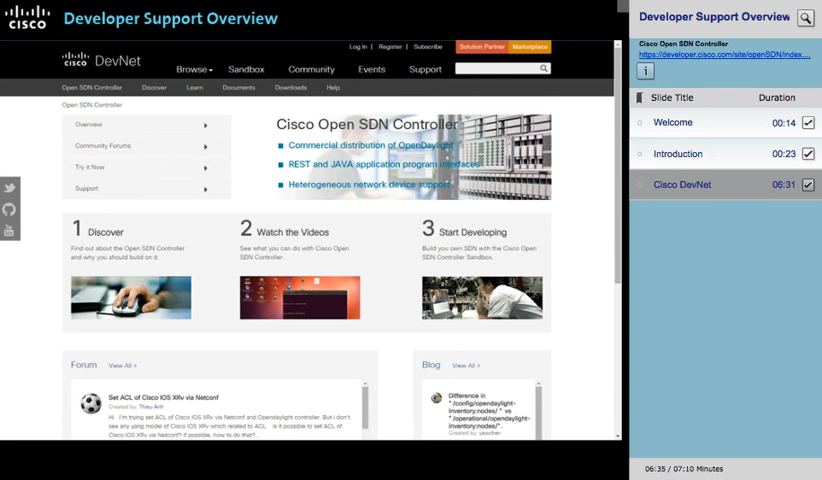 CISCO
Developer Support Overview
Log In | Register | Subscribe
Solution Partner
Marketplace
CISCO DevNet
Browse
Sandbox
Community
Events
Support
Open SDN Controller
Discover
Learn
Documents
Downloads
Help
Open SDN Controller
Overview
Community Forums
Try it Now
Support
Cisco Open SDN Controller
Commercial distribution of OpenDaylight
REST and JAVA application program interfaces
Heterogeneous network device support
1 Discover
Find out about the Open SDN Controller
and why you should build on it.
2 Watch the Videos
See what you can do with Cisco Open
SDN Controller.
3 Start Developing
Build you own SDN with the Cisco Open
SDN Controller Sandbox.
Forum View All >
Set ACL of Cisco IOS XRv via Netconf
Created by: Thieu Anh
Hi, I'm trying set ACL of Cisco IOS XRv via Netconf and Opendaylight controller. But I don't
see any yang model of Cisco IOS XRv which related to ACL. is it possible to set ACL of
Cisco IOS XRv via Netconf? if possible, how to do that?...
Blog View All >
Difference in
"/config/opendaylight-
inventory:nodes/ " vs
"/operational/opendaylight-
inventory:nodes/".
Created by: yawchen
Developer Support Overview
Cisco Open SDN Controller
https://developer.cisco.com/site/openSDN/index....
i
Slide Title
Duration
Welcome 00:14
Introduction 00:23
Cisco DevNet 06:31
06:35 / 07:10 Minutes